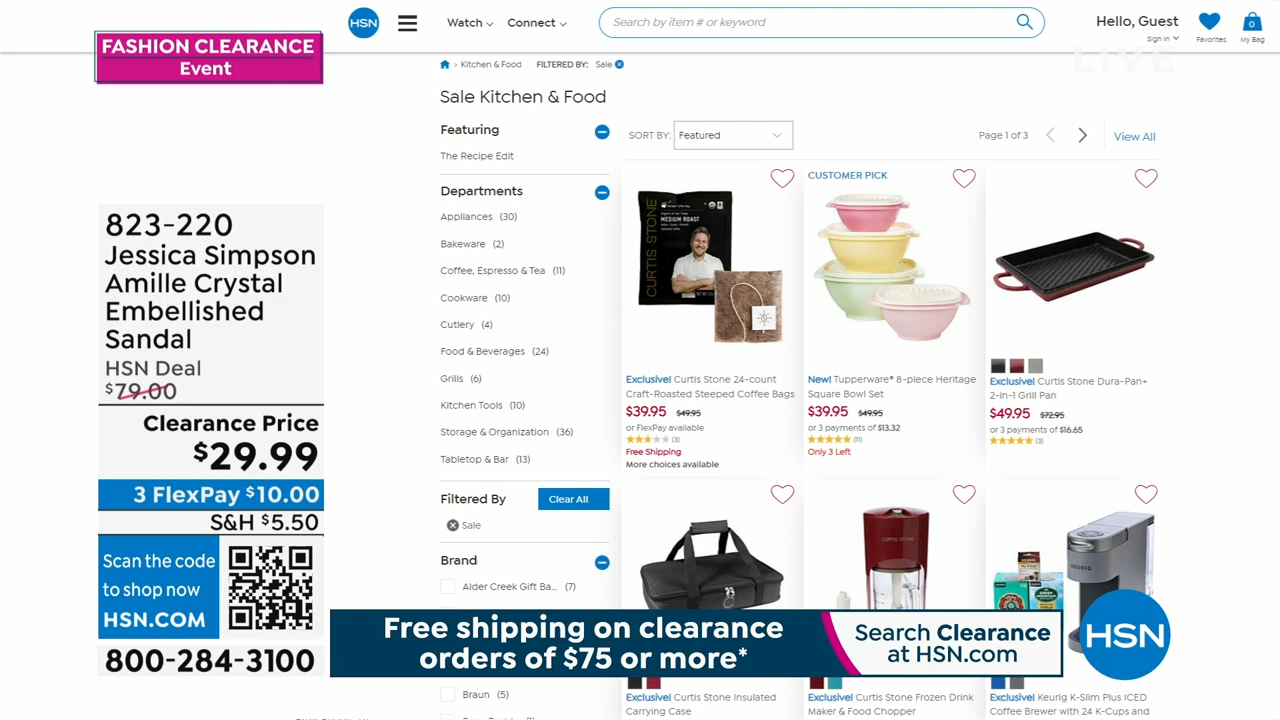 HSN
Watch
Connect
Search by item # or keyword
Hello, Guest
Sign In
Favorites
0
My Bag
LIVE
FASHION CLEARANCE
Event
> Kitchen & Food
FILTERED BY: Sale
Sale Kitchen & Food
Featuring
The Recipe Edit
Departments
Appliances (30)
Bakeware (2)
Coffee, Espresso & Tea (11)
Cookware (10)
Cutlery (4)
Food & Beverages (24)
Grills (6)
Kitchen Tools (10)
Storage & Organization (36)
Tabletop & Bar (13)
Filtered By
Clear All
Sale
Brand
Alder Creek Gift Ba... (7)
Braun (5)
SORT BY: Featured
Page 1 of 3
View All
CURTIS STONE
MEDIUM ROAST
Exclusive! Curtis Stone 24-count
Craft-Roasted Steeped Coffee Bags
$39.95 $49.95
or FlexPay available
(3)
Free Shipping
More choices available
CUSTOMER PICK
New! Tupperware® 8-piece Heritage
Square Bowl Set
$39.95 $49.95
or 3 payments of $13.32
(11)
Only 3 Left
Exclusive! Curtis Stone Dura-Pan+
2-in-1 Grill Pan
$49.95 $72.95
or 3 payments of $16.65
(3)
CURTIS STONE
KEURIG
Exclusive! Curtis Stone Insulated
Carrying Case
Exclusive! Curtis Stone Frozen Drink
Maker & Food Chopper
Exclusive! Keurig K-Slim Plus ICED
Coffee Brewer with 24 K-Cups and
823-220
Jessica Simpson
Amille Crystal
Embellished
Sandal
HSN Deal
$79.00
Clearance Price
$29.99
3 FlexPay $10.00
S&H $5.50
Scan the code
to shop now
HSN.COM
800-284-3100
Free shipping on clearance
orders of $75 or more*
Search Clearance
at HSN.com
HSN